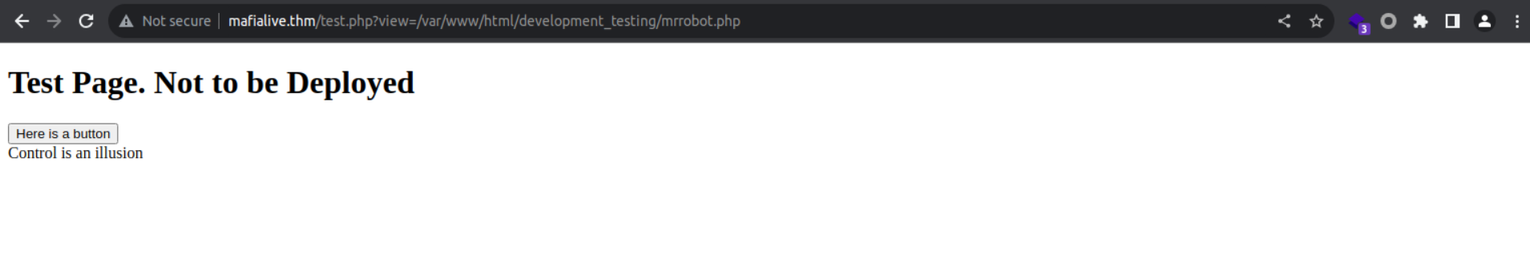 Not secure mafialive.thm/test.php?view=/var/www/html/development_testing/mrrobot.php 3
Test Page. Not to be Deployed
Here is a button
Control is an illusion